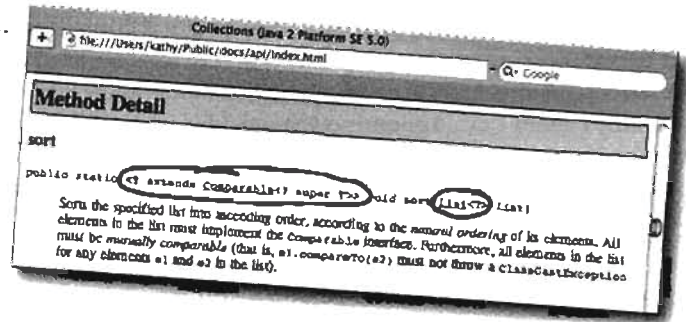 Collections (Java 2 Platform SE 5.0)
+ file:///Users/kathy/Public/docs/api/index.html Q Google
Method Detail
sort
public static <T extends Comparable<? super T>> void sort(List<T> list)
Sorts the specified list into ascending order, according to the natural ordering of its elements. All
elements in the list must implement the Comparable interface. Furthermore, all elements in the list
must be mutually comparable (that is, e1.compareTo(e2) must not throw a ClassCastException
for any elements e1 and e2 in the list).